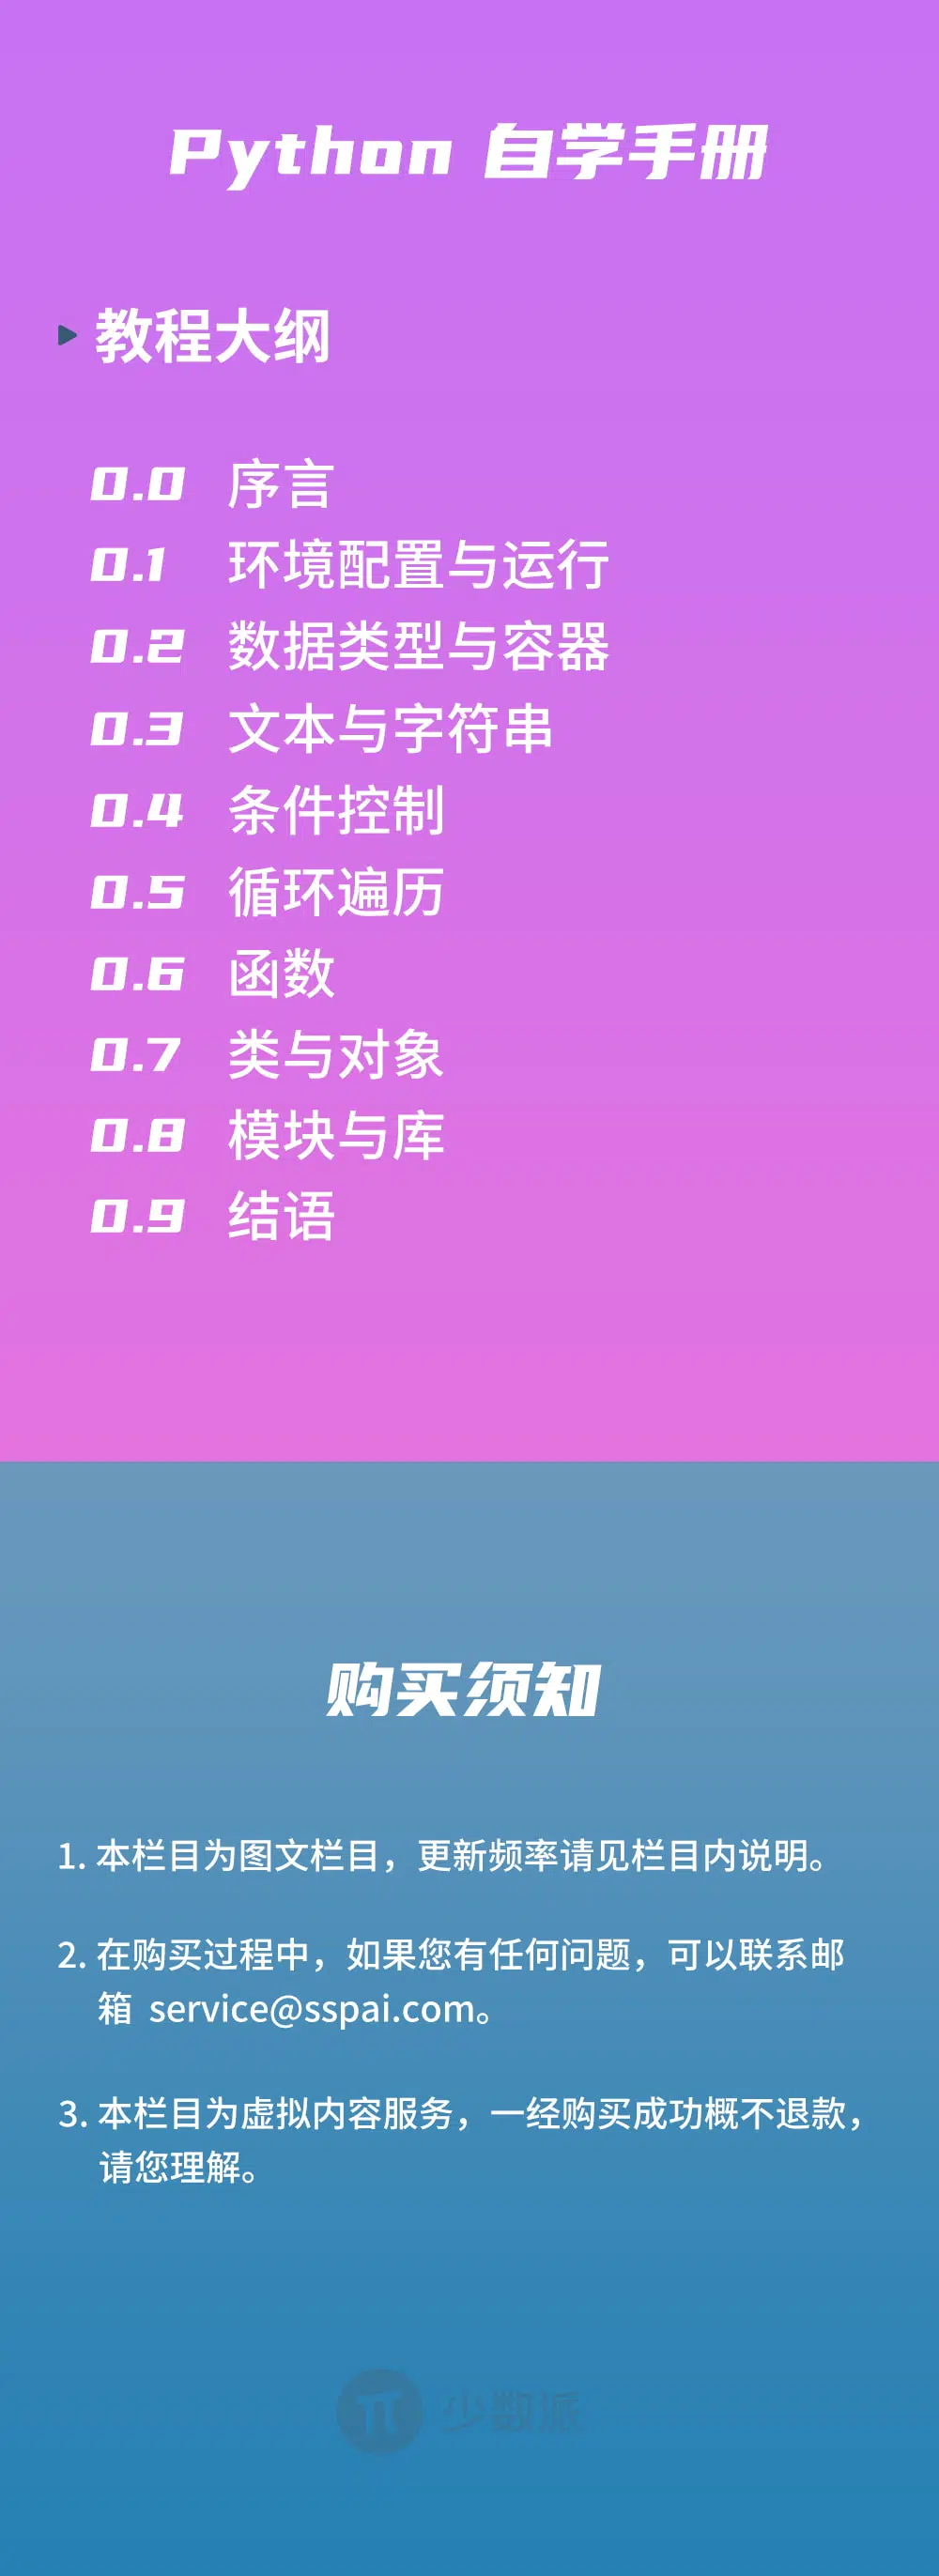 Python 自学手册
教程大纲
0.0 序言
0.1 环境配置与运行
0.2 数据类型与容器
0.3 文本与字符串
0.4 条件控制
0.5 循环遍历
0.6 函数
0.7 类与对象
0.8 模块与库
0.9 结语
购买须知
1. 本栏目为图文栏目，更新频率请见栏目内说明。
2. 在购买过程中，如果您有任何问题，可以联系邮
箱 service@sspai.com。
3. 本栏目为虚拟内容服务，一经购买成功概不退款，
请您理解。
π 少数派